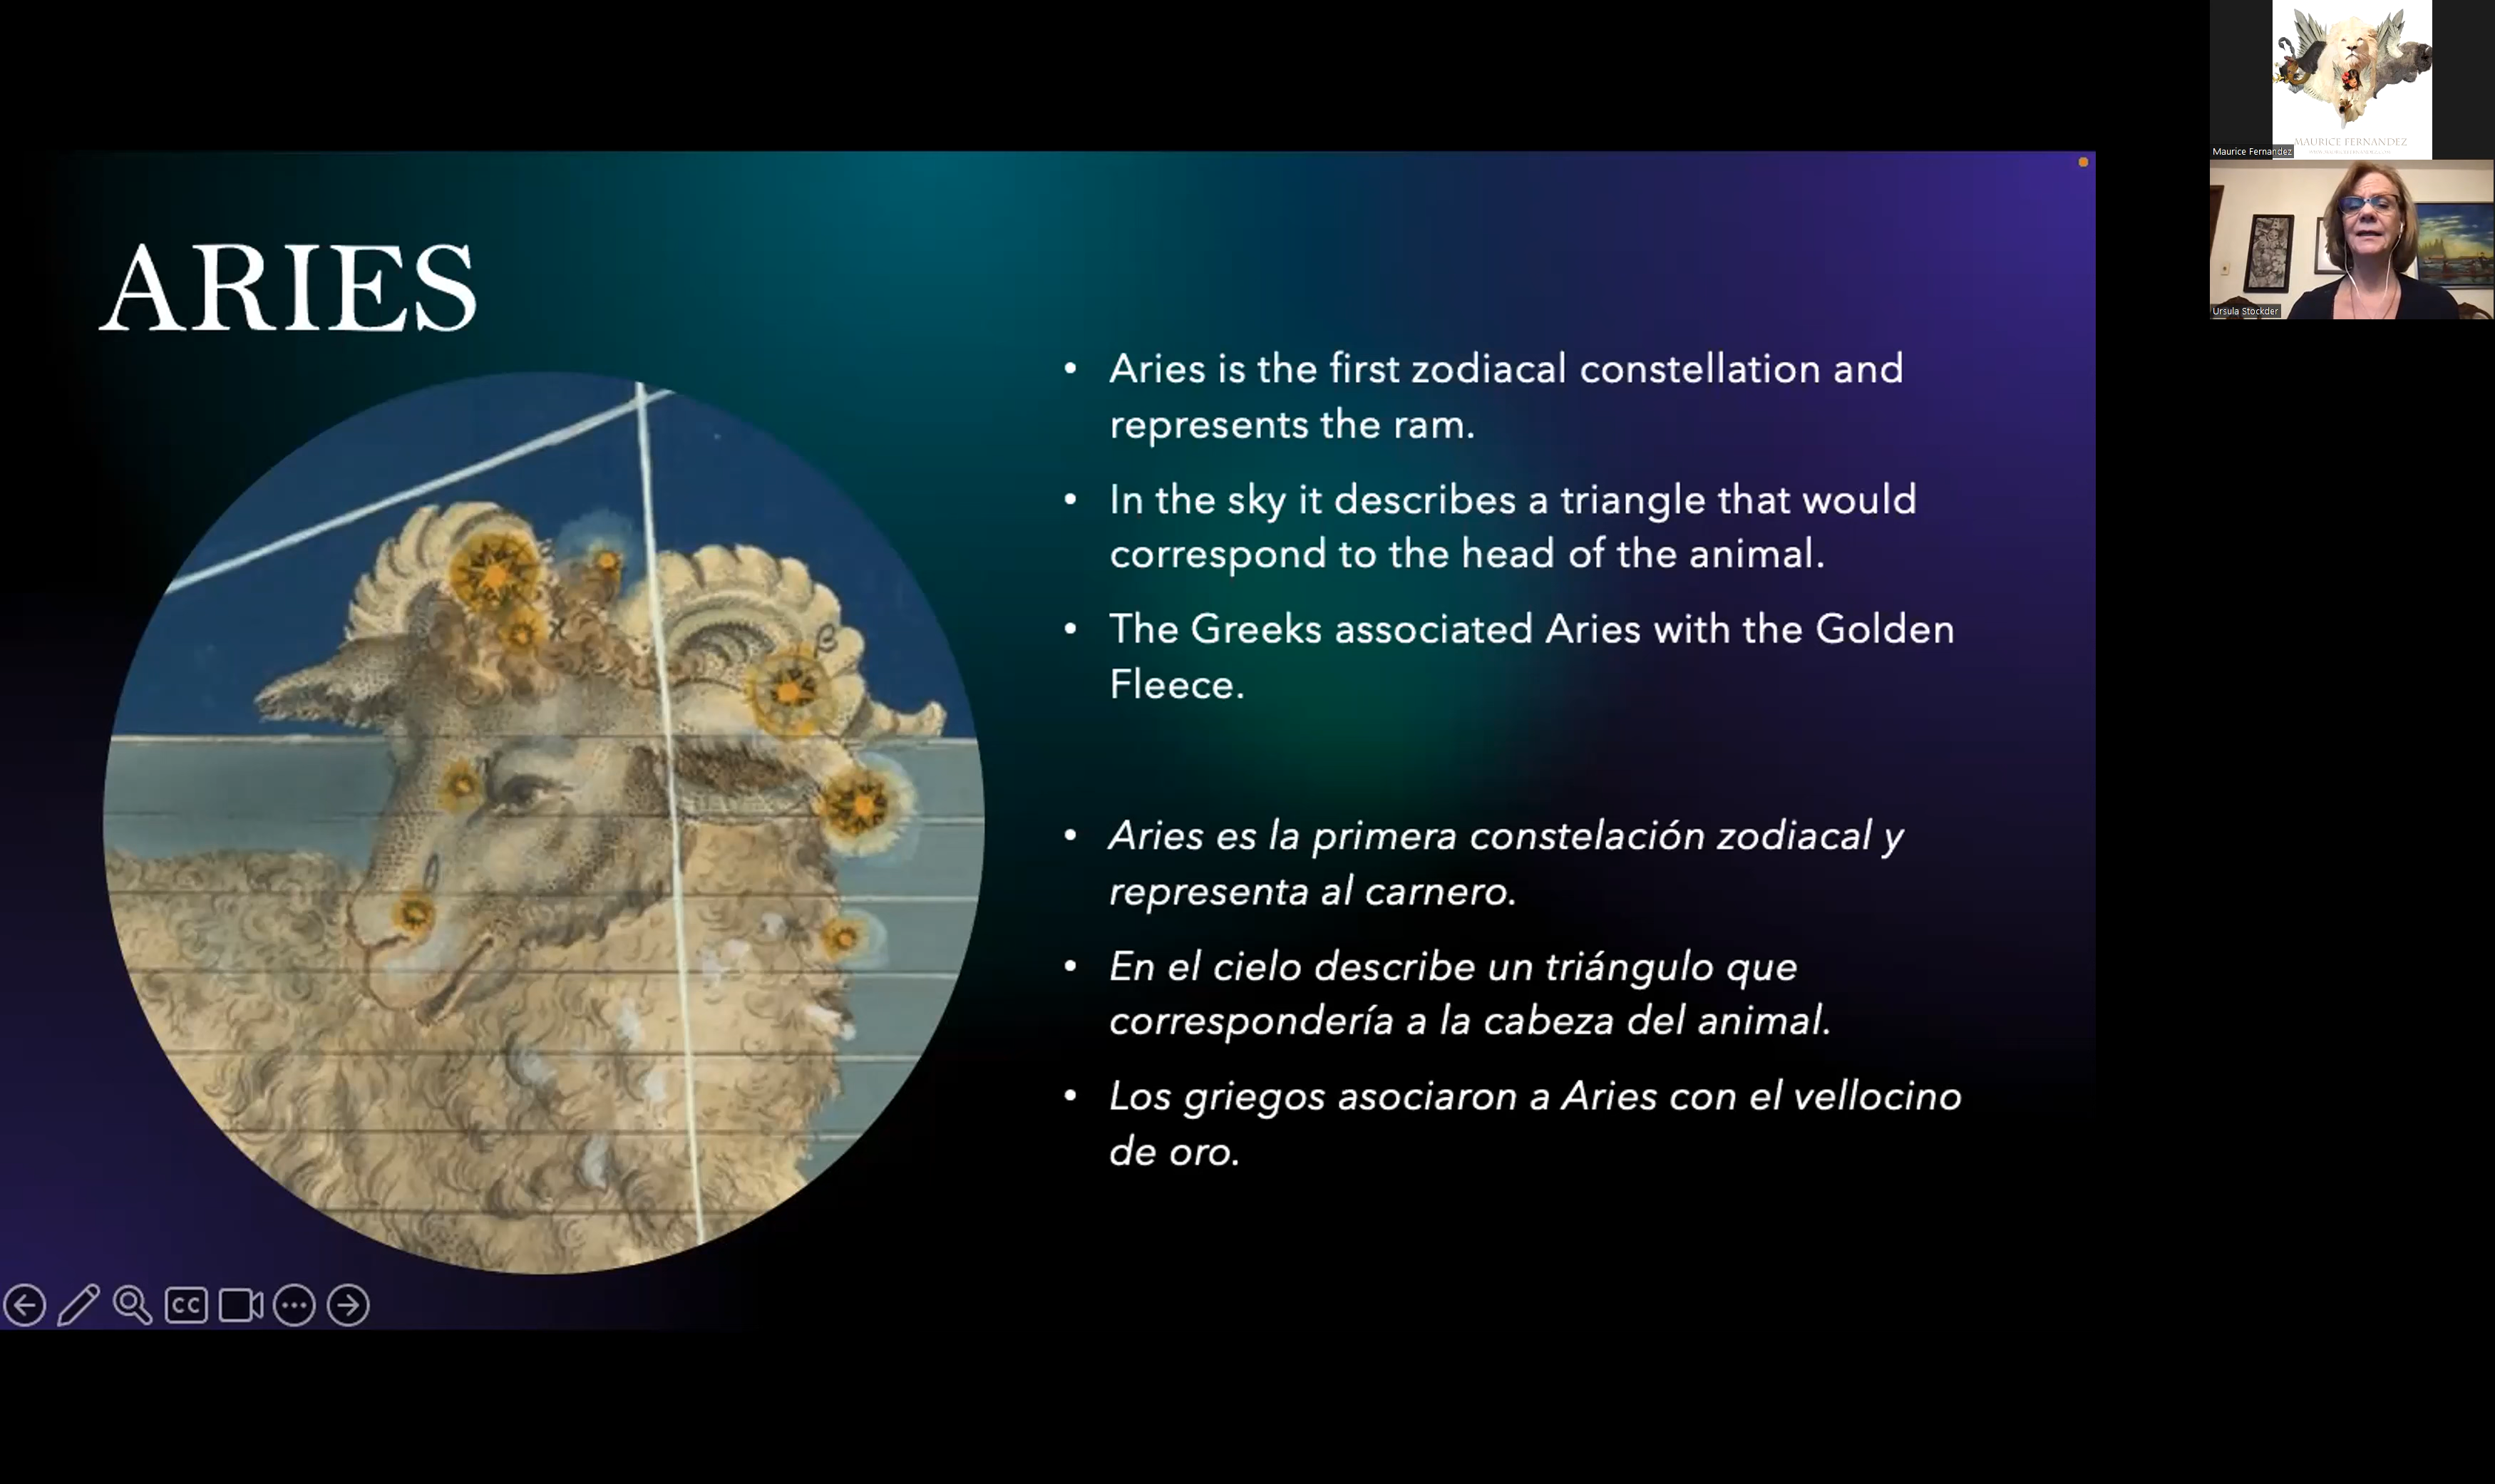 ARIES
• Aries is the first zodiacal constellation and
represents the ram.
• In the sky it describes a triangle that would
correspond to the head of the animal.
• The Greeks associated Aries with the Golden
Fleece.
• Aries es la primera constelación zodiacal y
representa al carnero.
• En el cielo describe un triángulo que
correspondería a la cabeza del animal.
• Los griegos asociaron a Aries con el vellocino
de oro.
β
CC
MAURICE FERNANDEZ
Maurice Fernandez
Ursula Stockder